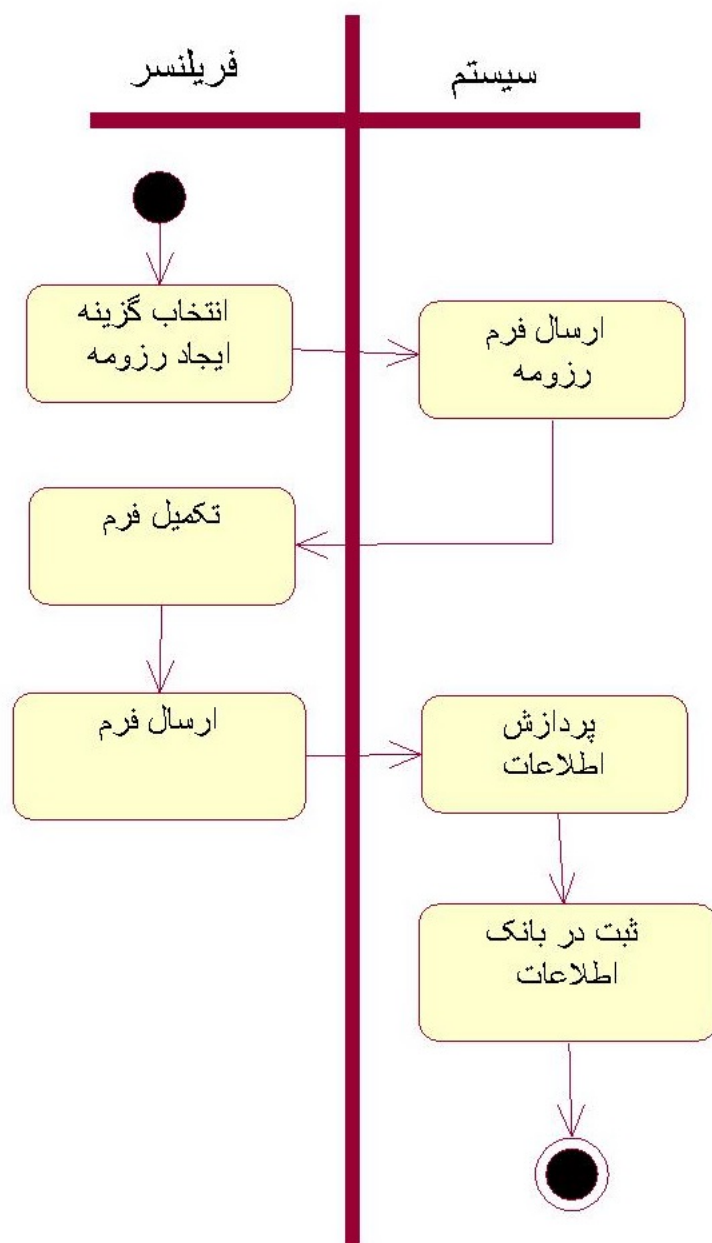 فریلنسر
سیستم
انتخاب گزینه
ایجاد رزومه
ارسال فرم
رزومه
تکمیل فرم
ارسال فرم
پردازش
اطلاعات
ثبت در بانک
اطلاعات